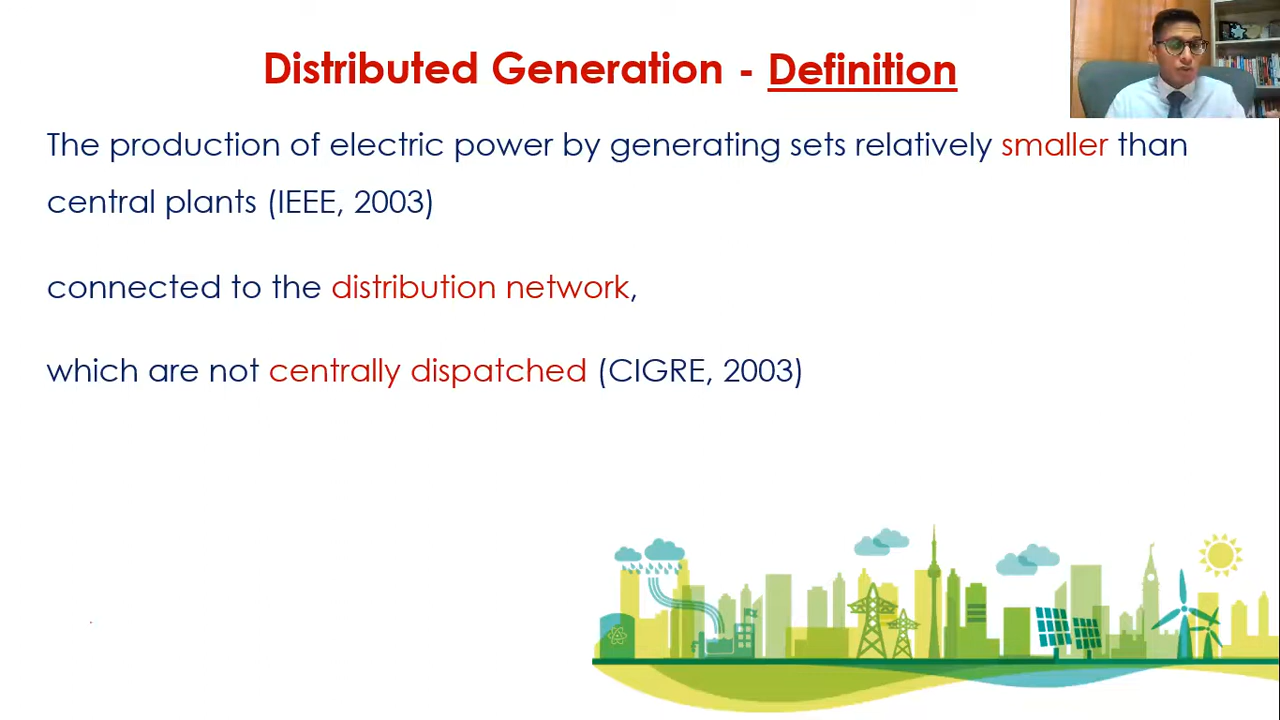 Distributed Generation - Definition
The production of electric power by generating sets relatively smaller than
central plants (IEEE, 2003)
connected to the distribution network,
which are not centrally dispatched (CIGRE, 2003)